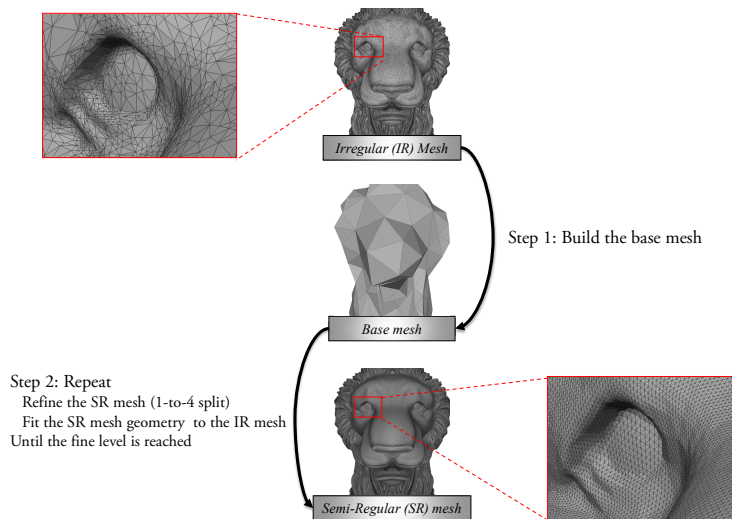 Irregular (IR) Mesh
Step 1: Build the base mesh
Base mesh
Step 2: Repeat
Refine the SR mesh (1-to-4 split)
Fit the SR mesh geometry to the IR mesh
Until the fine level is reached
Semi-Regular (SR) mesh